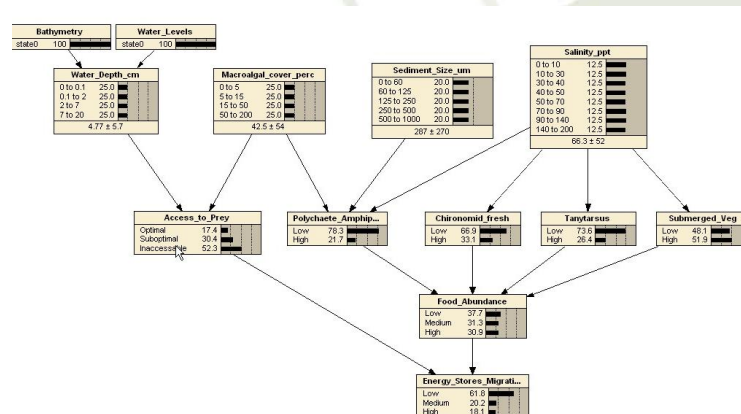 Bathymetry
state0 100
Water_Levels
state0 100
Water_Depth_cm
0 to 0.1 25.0
0.1 to 2 25.0
2 to 7 25.0
7 to 20 25.0
4.77 ± 5.7
Macroalgal_cover_perc
0 to 5 25.0
5 to 15 25.0
15 to 50 25.0
50 to 200 25.0
42.5 ± 54
Sediment_Size_um
0 to 60 20.0
60 to 125 20.0
125 to 250 20.0
250 to 500 20.0
500 to 1000 20.0
287 ± 270
Salinity_ppt
0 to 10 12.5
10 to 30 12.5
30 to 40 12.5
40 to 50 12.5
50 to 70 12.5
70 to 90 12.5
90 to 140 12.5
140 to 200 12.5
66.3 ± 52
Access_to_Prey
Optimal 17.4
Suboptimal 30.4
Inaccessible 52.3
Polychaete_Amphip...
Low 78.3
High 21.7
Chironomid_fresh
Low 66.9
High 33.1
Tanytarsus
Low 73.6
High 26.4
Submerged_Veg
Low 48.1
High 51.9
Food_Abundance
Low 37.7
Medium 31.3
High 30.9
Energy_Stores_Migrati...
Low 61.8
Medium 20.2
High 18.1